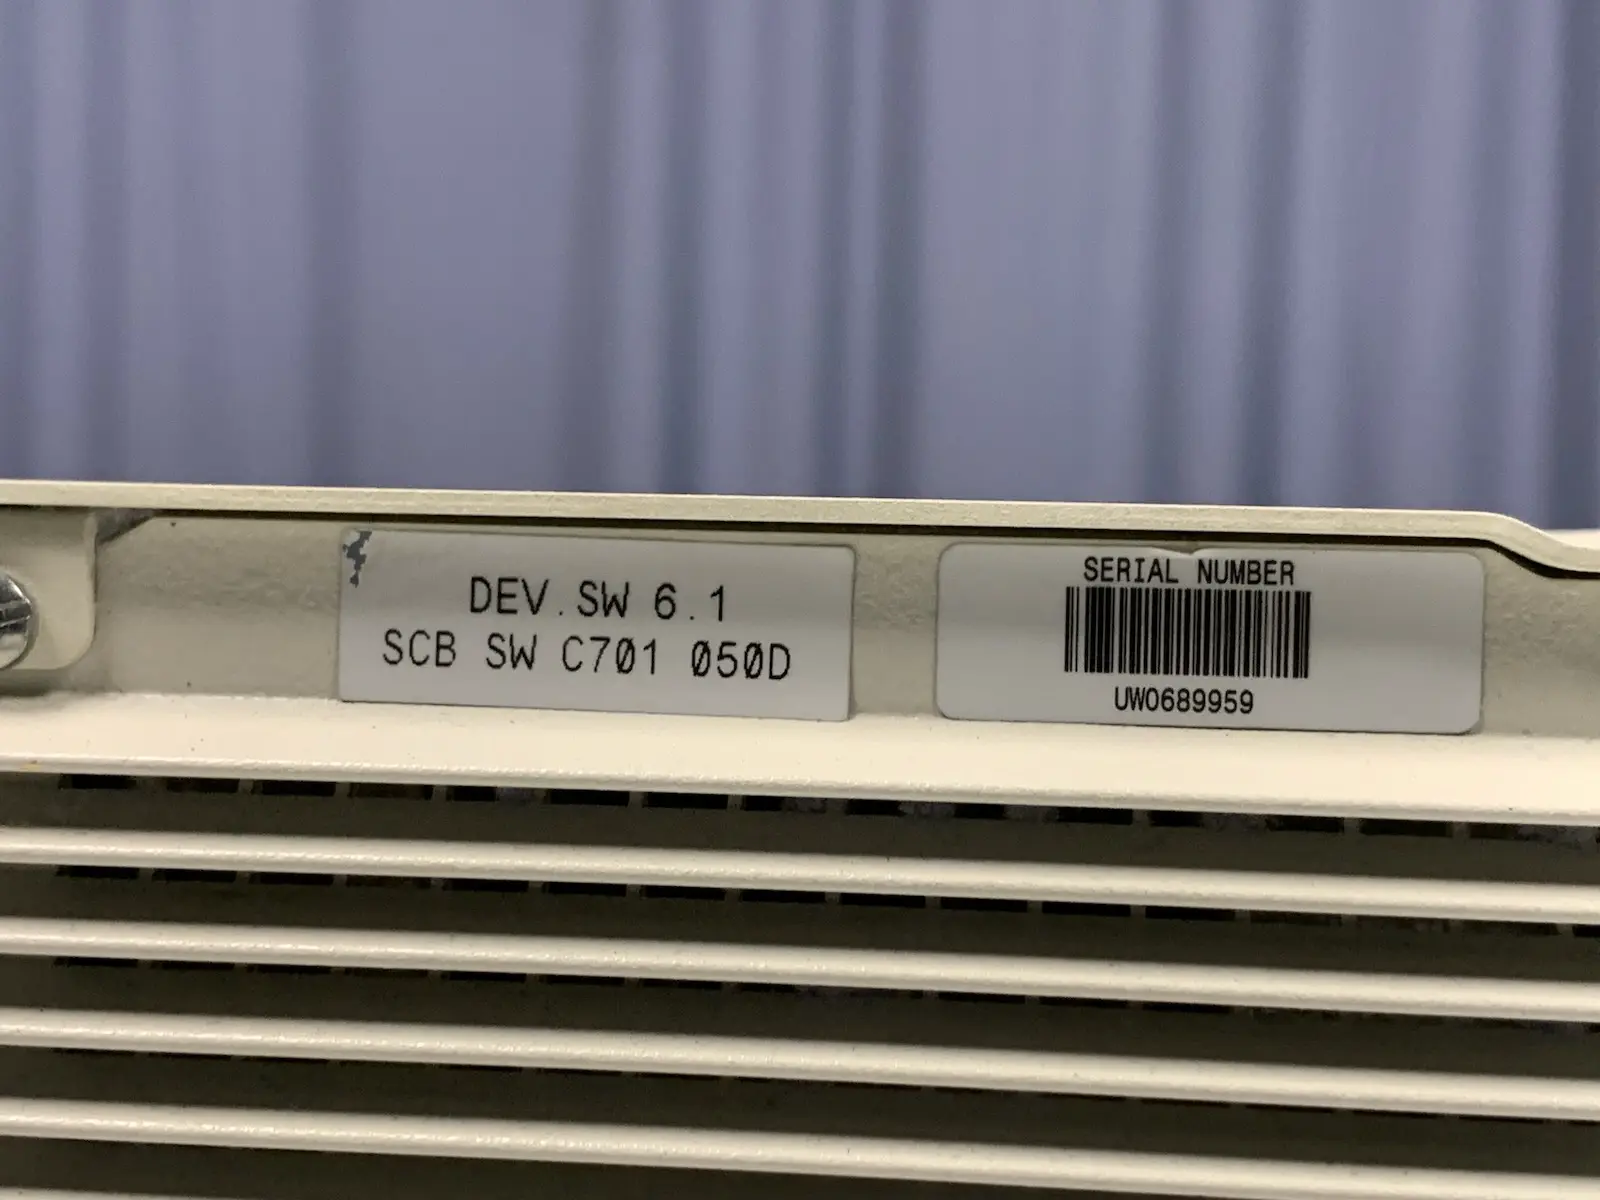 DEV.SW 6.1
SCB SW C701 050D
SERIAL NUMBER
UW0689959